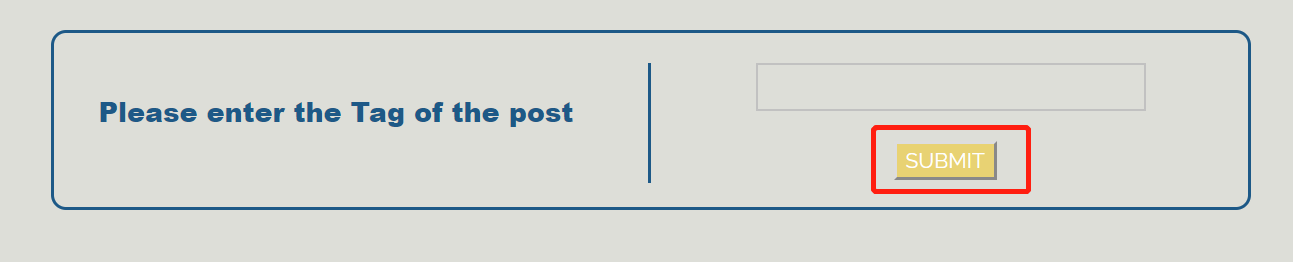 Please enter the Tag of the post
SUBMIT